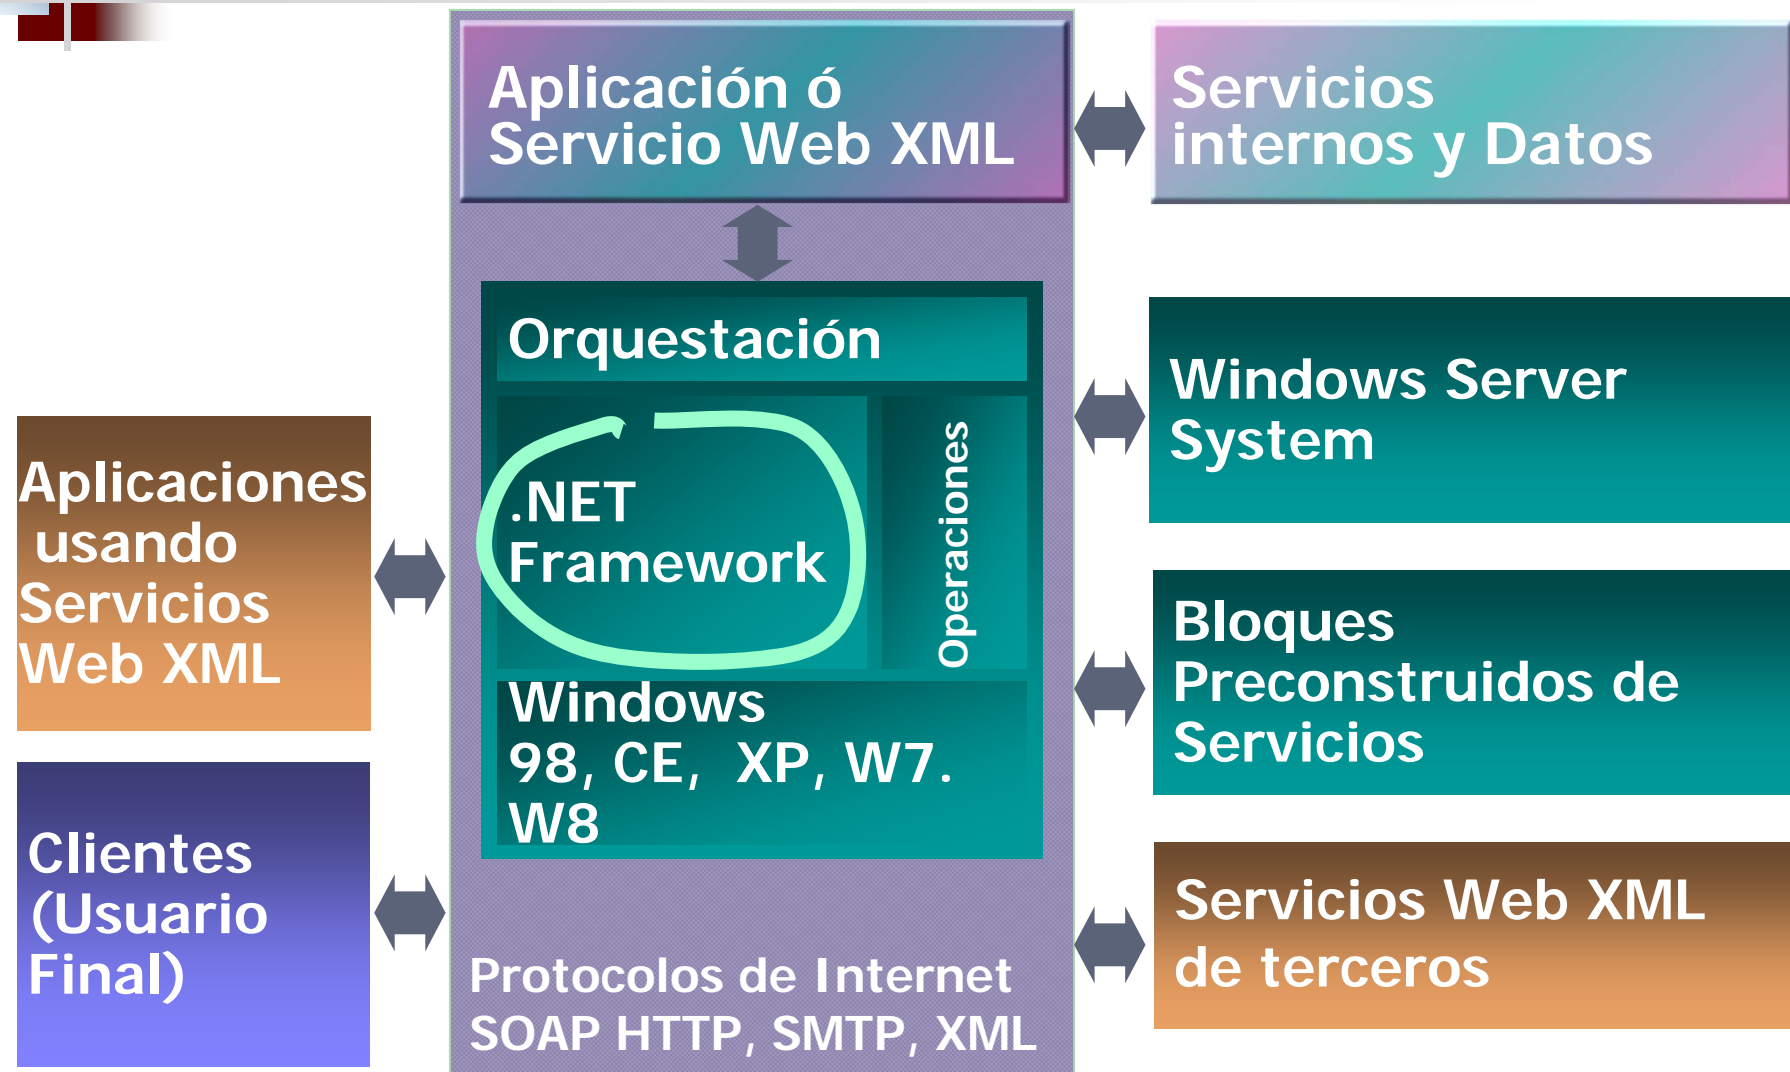 Aplicación ó
Servicio Web XML
Servicios
internos y Datos
Orquestación
.NET
Framework
Operaciones
Windows
98, CE, XP, W7.
W8
Protocolos de Internet
SOAP HTTP, SMTP, XML
Aplicaciones
usando
Servicios
Web XML
Clientes
(Usuario
Final)
Windows Server
System
Bloques
Preconstruidos de
Servicios
Servicios Web XML
de terceros